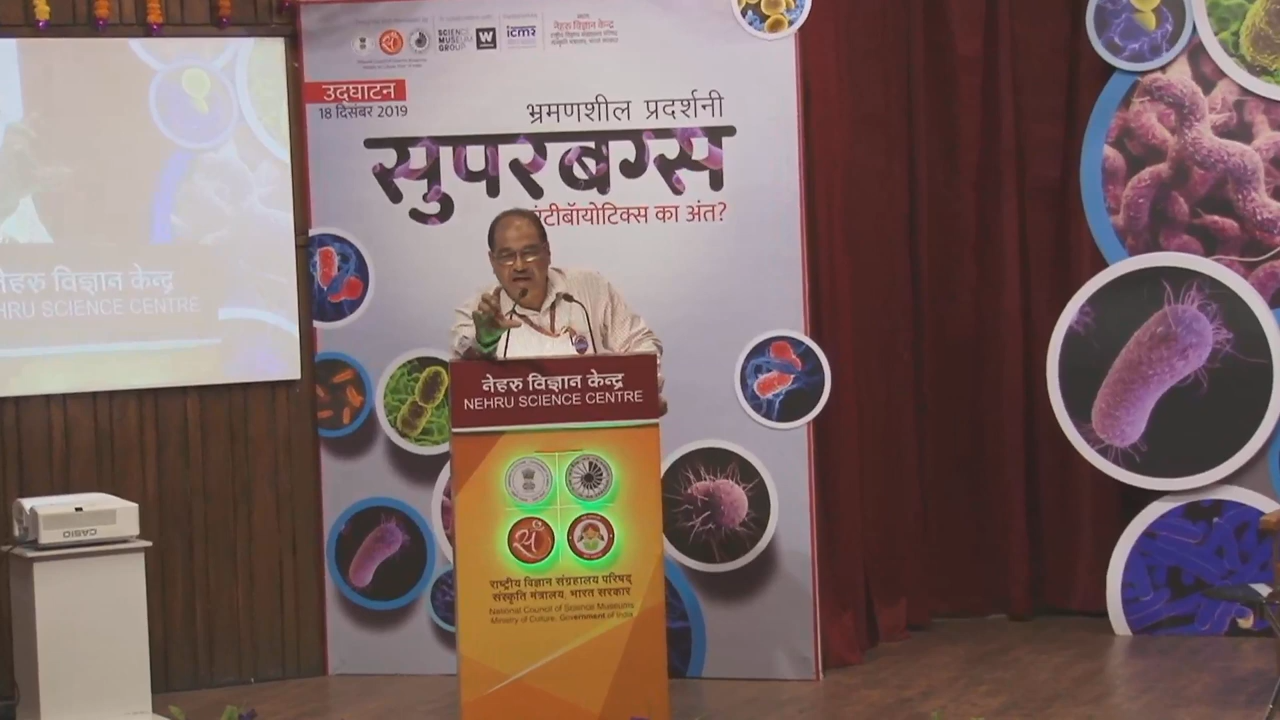 SCIENCE
MUSEUM
GROUP
W
icmr
नेहरु विज्ञान केन्द्र
उद्घाटन
18 दिसंबर 2019
भ्रमणशील प्रदर्शनी
सुपरबग्स
एंटीबॉयोटिक्स का अंत?
नेहरु विज्ञान केन्द्र
HRU SCIENCE CENTRE
नेहरु विज्ञान केन्द्र
NEHRU SCIENCE CENTRE
CASIO
राष्ट्रीय विज्ञान संग्रहालय परिषद्
संस्कृति मंत्रालय, भारत सरकार
National Council of Science Museums
Ministry of Culture, Government of India